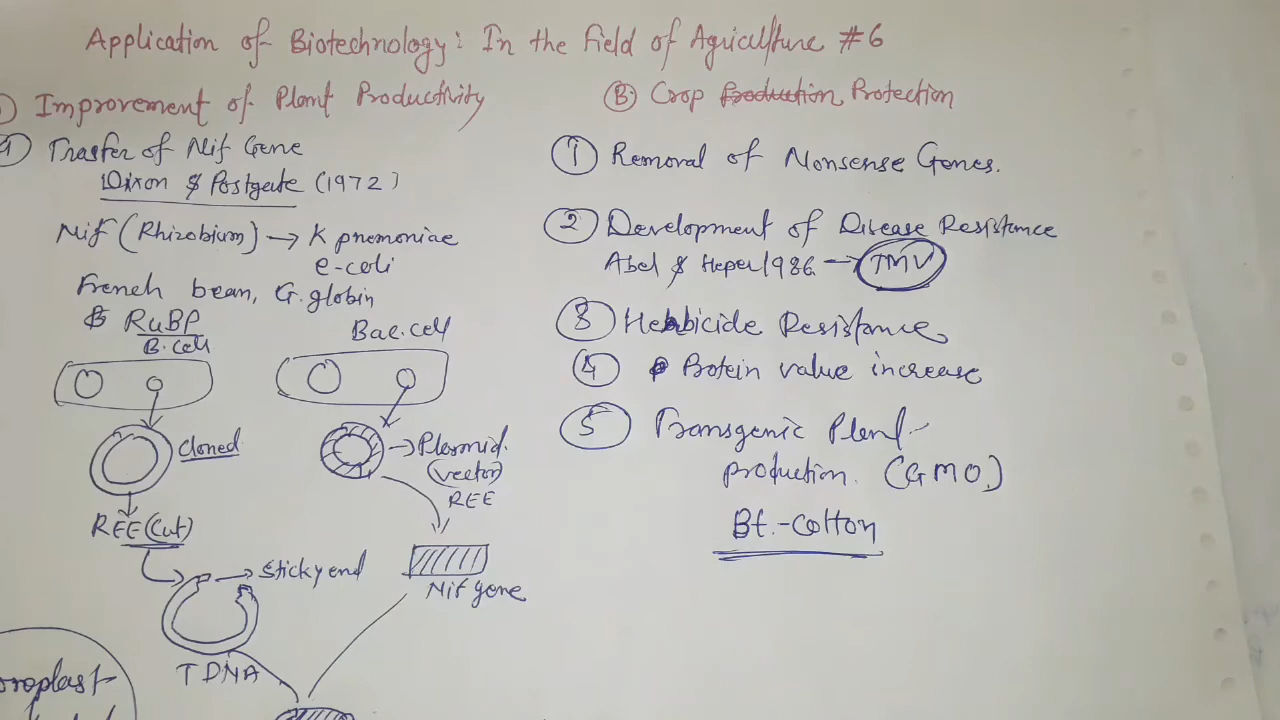 Application of Biotechnology: In the Field of Agriculture #6
Improvement of Plant Productivity
1 Trasfer of Nif Gene
Dixon & Postgate (1972)
Nif (Rhizobium) → K pnemoniae
e-coli
French bean, G. globin
& RuBP
B. cell
Bac. cell
cloned
→ Plasmid.
(vector)
REE
REE (Cut)
→ Sticky end
Nif gene
T DNA
oroplast
B Crop Production Protection
1 Removal of Nonsense Genes.
2 Development of Disease Resistance
Abel & Heper 1986 → TMV
3 Herbicide Resistance
4 Protein value increase
5 Transgenic Plant
production. (GMO.)
Bt.-Cotton